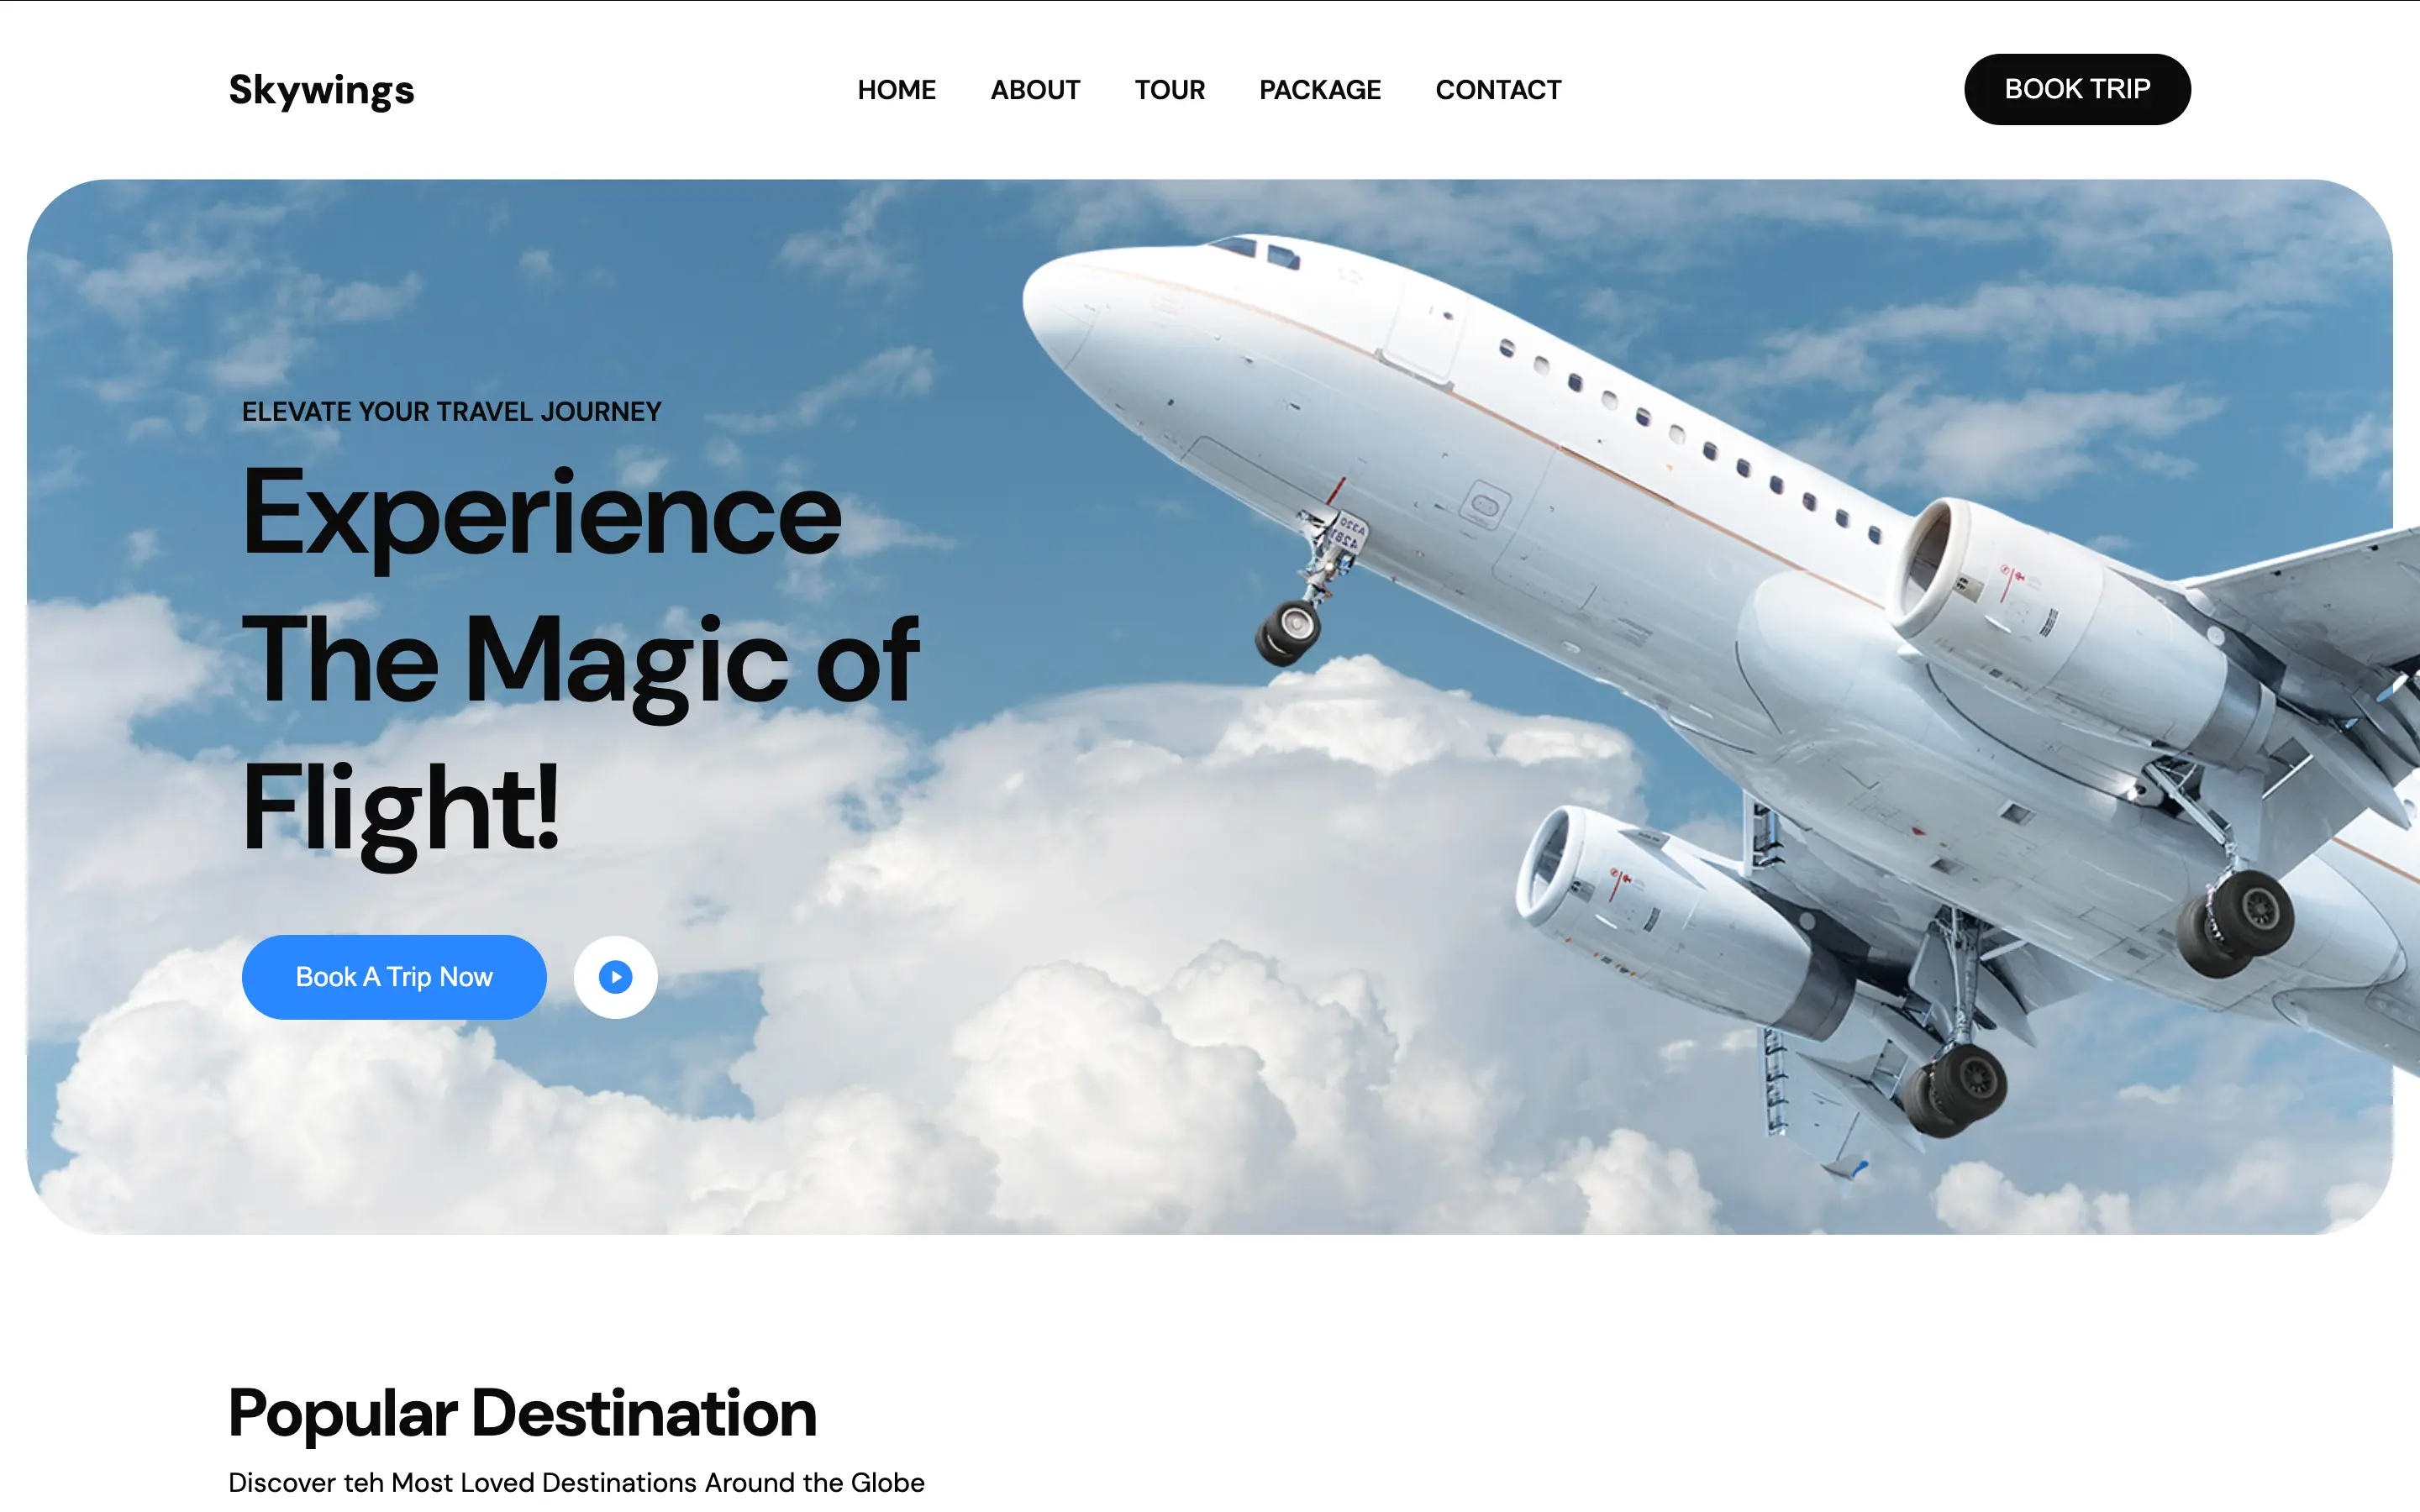 Skywings
HOME ABOUT TOUR PACKAGE CONTACT
BOOK TRIP
ELEVATE YOUR TRAVEL JOURNEY
Experience
The Magic of
Flight!
Book A Trip Now
Popular Destination
Discover teh Most Loved Destinations Around the Globe